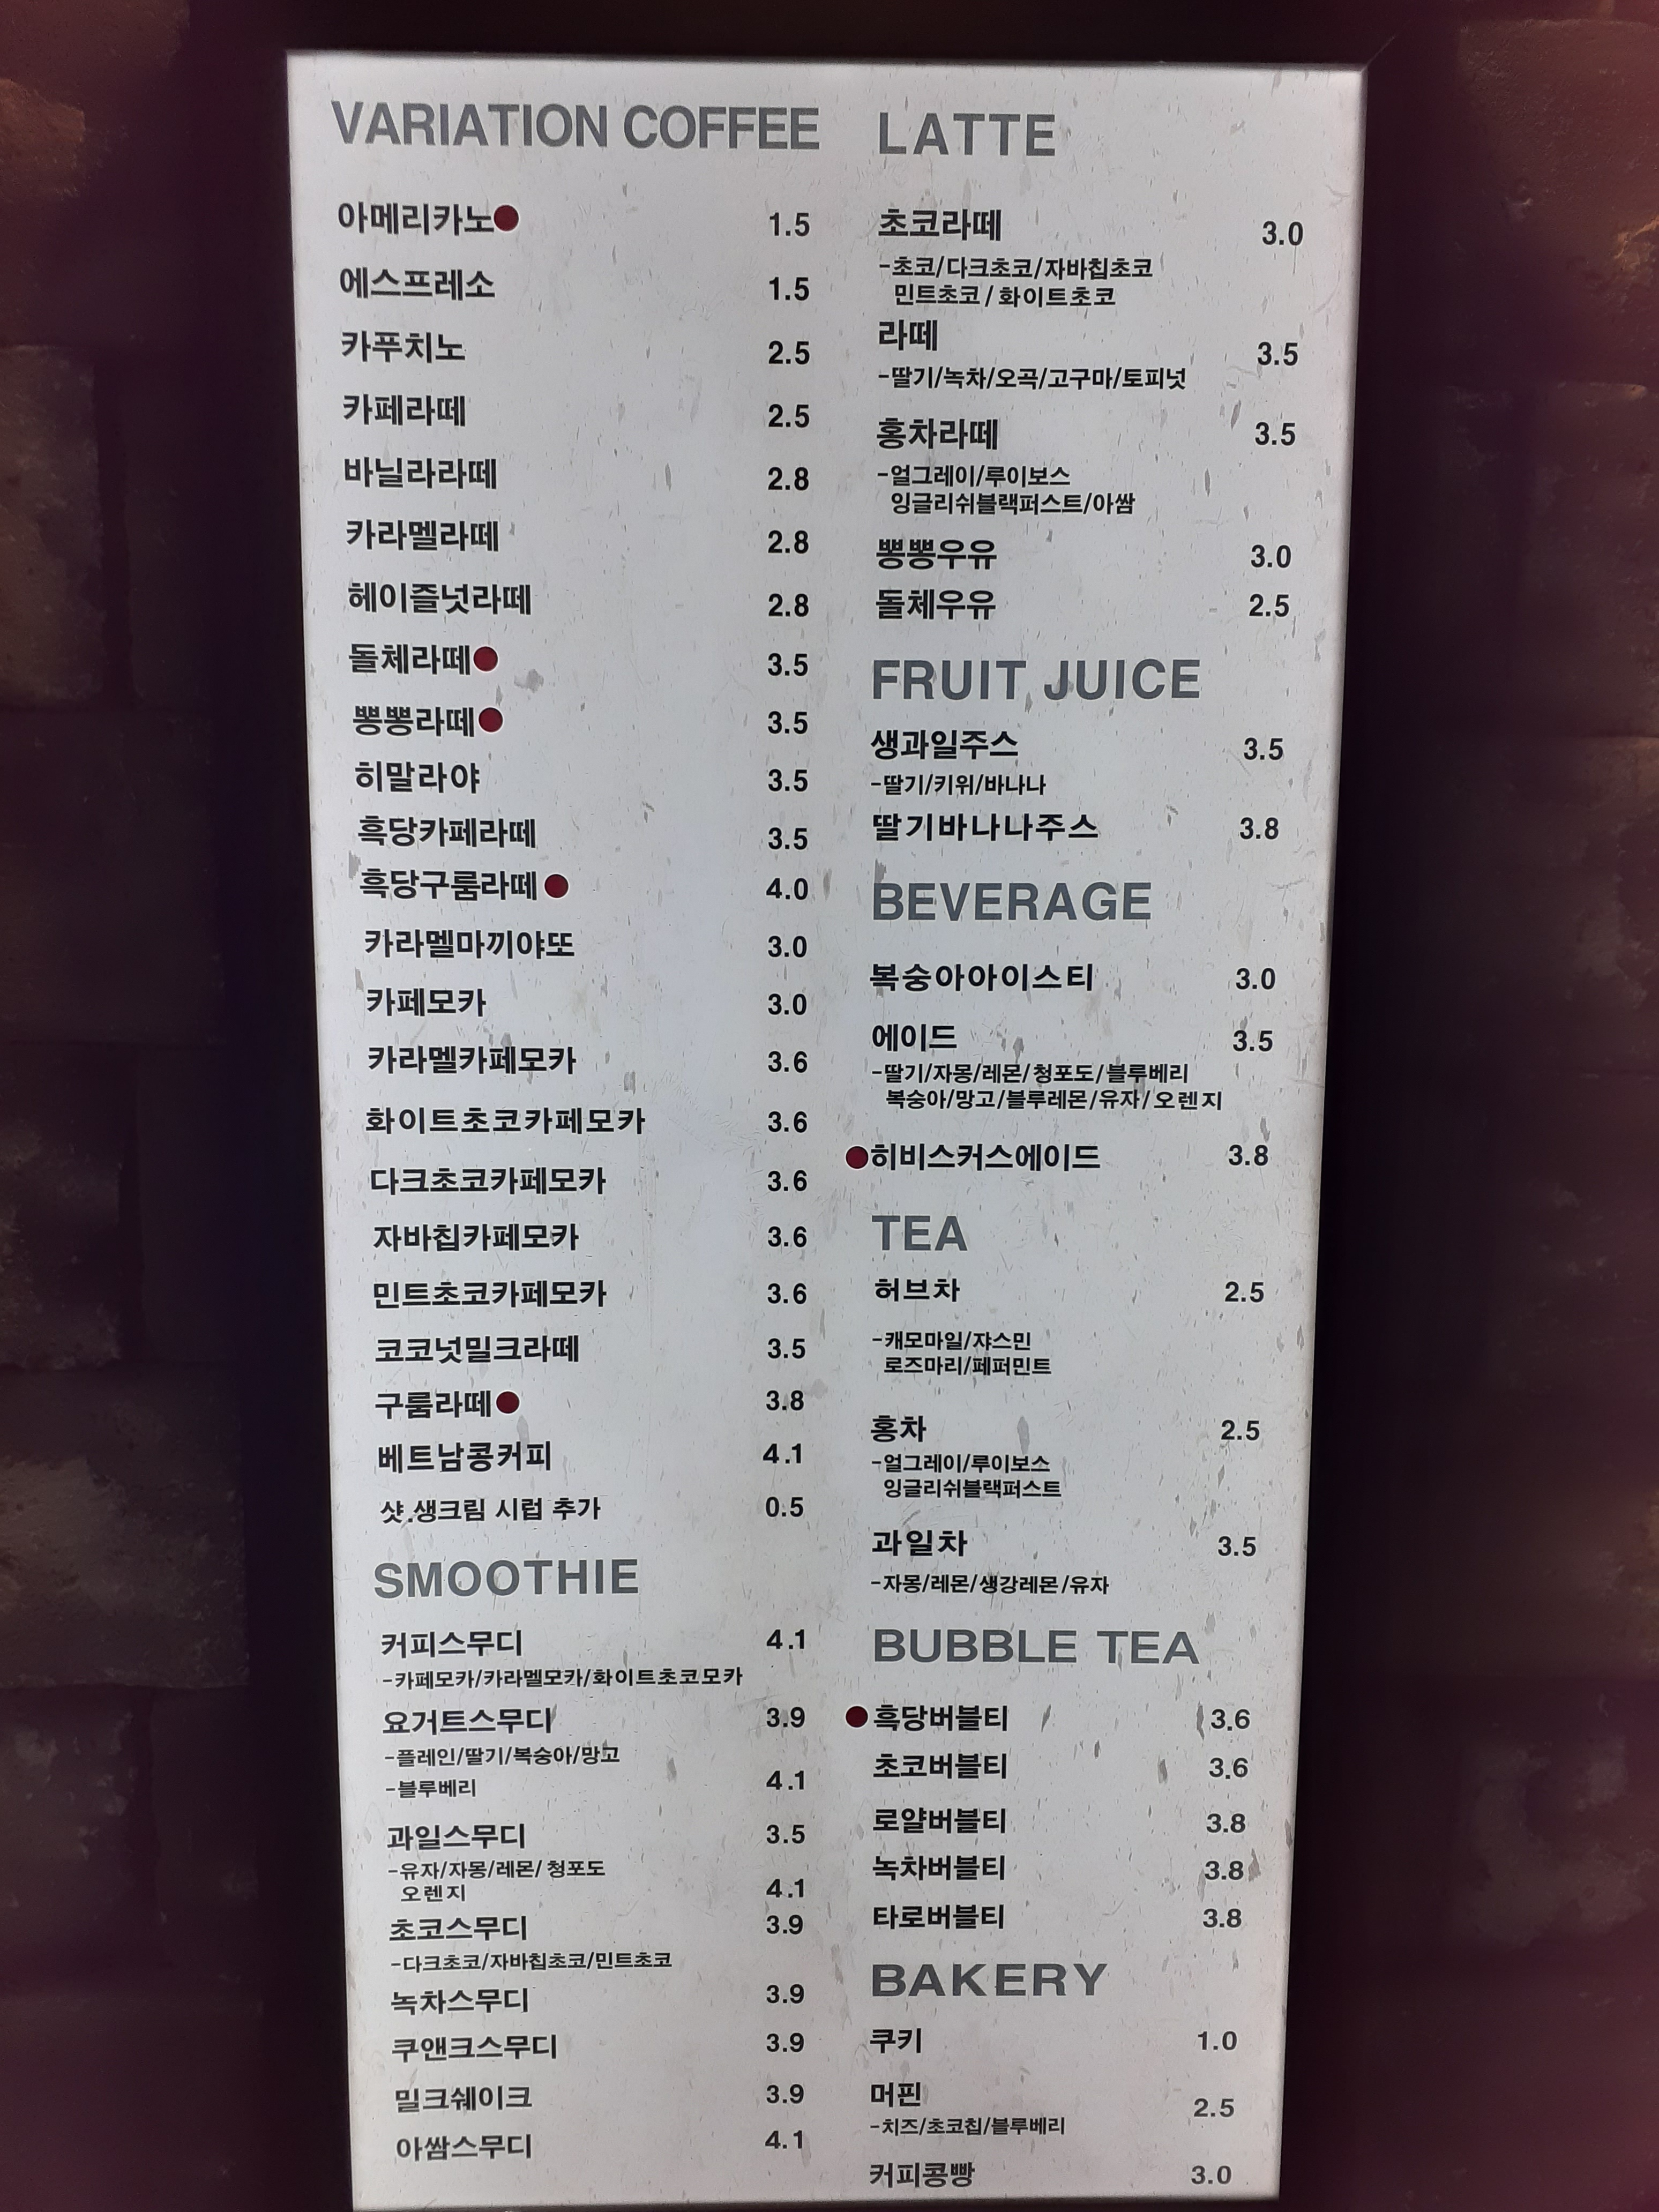 VARIATION COFFEE
아메리카노 1.5
에스프레소 1.5
카푸치노 2.5
카페라떼 2.5
바닐라라떼 2.8
카라멜라떼 2.8
헤이즐넛라떼 2.8
돌체라떼 3.5
뿅뿅라떼 3.5
히말라야 3.5
흑당카페라떼 3.5
흑당구룸라떼 4.0
카라멜마끼야또 3.0
카페모카 3.0
카라멜카페모카 3.6
화이트초코카페모카 3.6
다크초코카페모카 3.6
자바칩카페모카 3.6
민트초코카페모카 3.6
코코넛밀크라떼 3.5
구룸라떼 3.8
베트남콩커피 4.1
샷.생크림 시럽 추가 0.5
SMOOTHIE
커피스무디 4.1
-카페모카/카라멜모카/화이트초코모카
요거트스무디 3.9
-플레인/딸기/복숭아/망고
-블루베리 4.1
과일스무디 3.5
-유자/자몽/레몬/청포도
오렌지 4.1
초코스무디 3.9
-다크초코/자바칩초코/민트초코
녹차스무디 3.9
쿠앤크스무디 3.9
밀크쉐이크 3.9
아쌈스무디 4.1
LATTE
초코라떼 3.0
-초코/다크초코/자바칩초코
민트초코/화이트초코
라떼 3.5
-딸기/녹차/오곡/고구마/토피넛
홍차라떼 3.5
-얼그레이/루이보스
잉글리쉬블랙퍼스트/아쌈
뿅뿅우유 3.0
돌체우유 2.5
FRUIT JUICE
생과일주스 3.5
-딸기/키위/바나나
딸기바나나주스 3.8
BEVERAGE
복숭아아이스티 3.0
에이드 3.5
-딸기/자몽/레몬/청포도/블루베리
복숭아/망고/블루레몬/유자/오렌지
히비스커스에이드 3.8
TEA
허브차 2.5
-캐모마일/쟈스민
로즈마리/페퍼민트
홍차 2.5
-얼그레이/루이보스
잉글리쉬블랙퍼스트
과일차 3.5
-자몽/레몬/생강레몬/유자
BUBBLE TEA
흑당버블티 3.6
초코버블티 3.6
로얄버블티 3.8
녹차버블티 3.8
타로버블티 3.8
BAKERY
쿠키 1.0
머핀 2.5
-치즈/초코칩/블루베리
커피콩빵 3.0